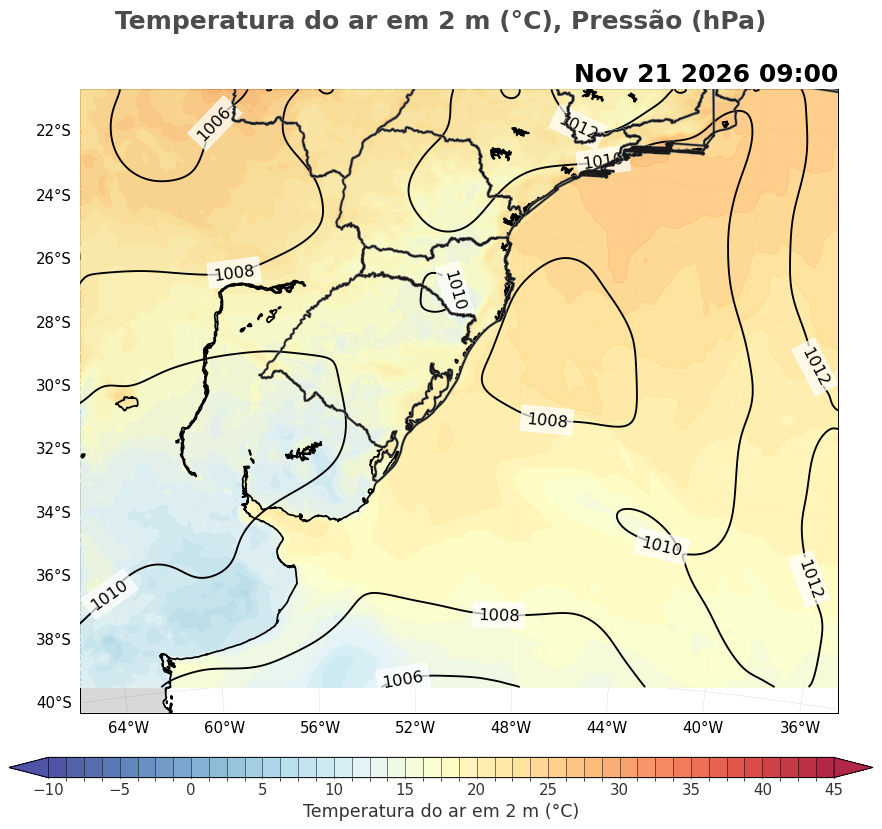 Temperatura do ar em 2 m (°C), Pressão (hPa)
Nov 21 2026 09:00
1006
1012
1010
22°S
24°S
26°S
1008
1010
28°S
30°S
1012
1008
32°S
34°S
1010
36°S
1010
1008
1012
38°S
1006
40°S
64°W 60°W 56°W 52°W 48°W 44°W 40°W 36°W
−10 −5 0 5 10 15 20 25 30 35 40 45
Temperatura do ar em 2 m (°C)